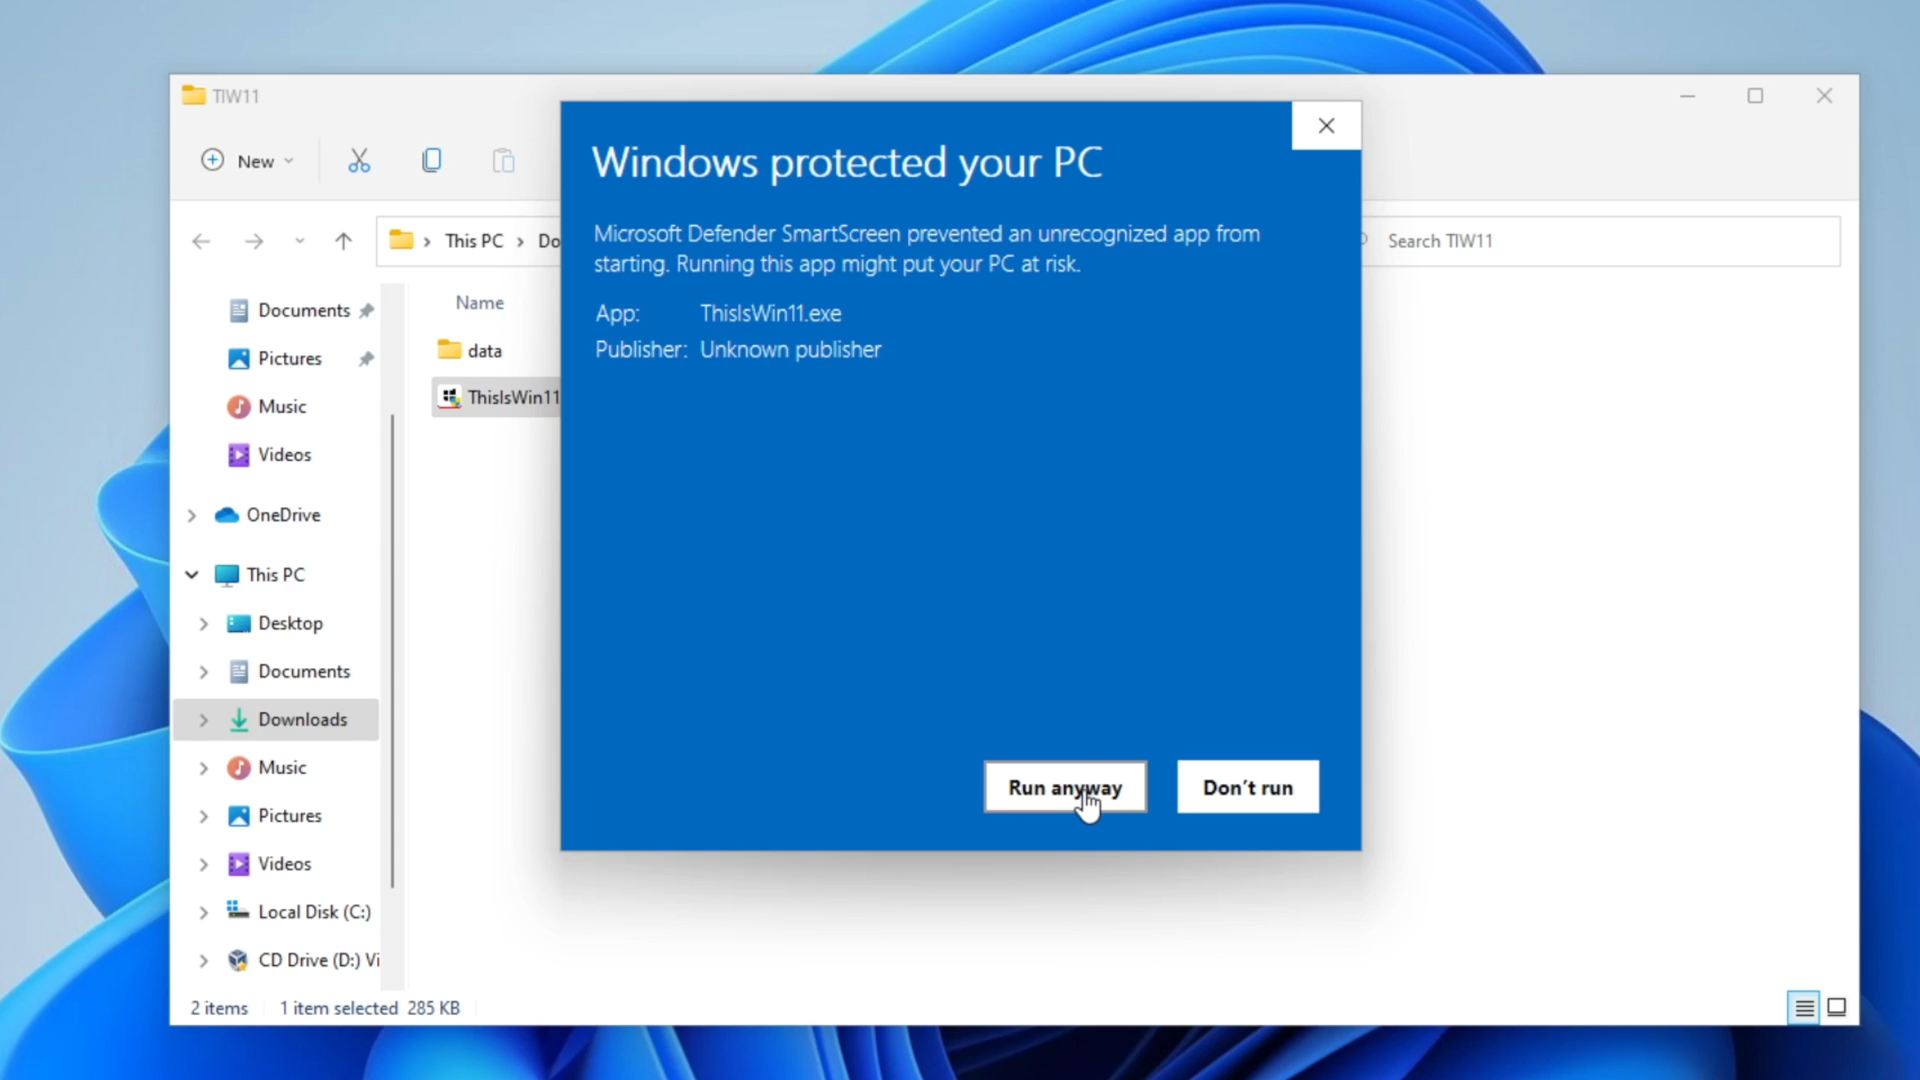 TIW11
New
This PC
Do
Search TIW11
Documents
Pictures
Music
Videos
OneDrive
This PC
Desktop
Documents
Downloads
Music
Pictures
Videos
Local Disk (C:)
CD Drive (D:) Vi
Name
data
ThisIsWin11
Windows protected your PC
Microsoft Defender SmartScreen prevented an unrecognized app from
starting. Running this app might put your PC at risk.
App: ThisIsWin11.exe
Publisher: Unknown publisher
Run anyway
Don't run
2 items 1 item selected 285 KB